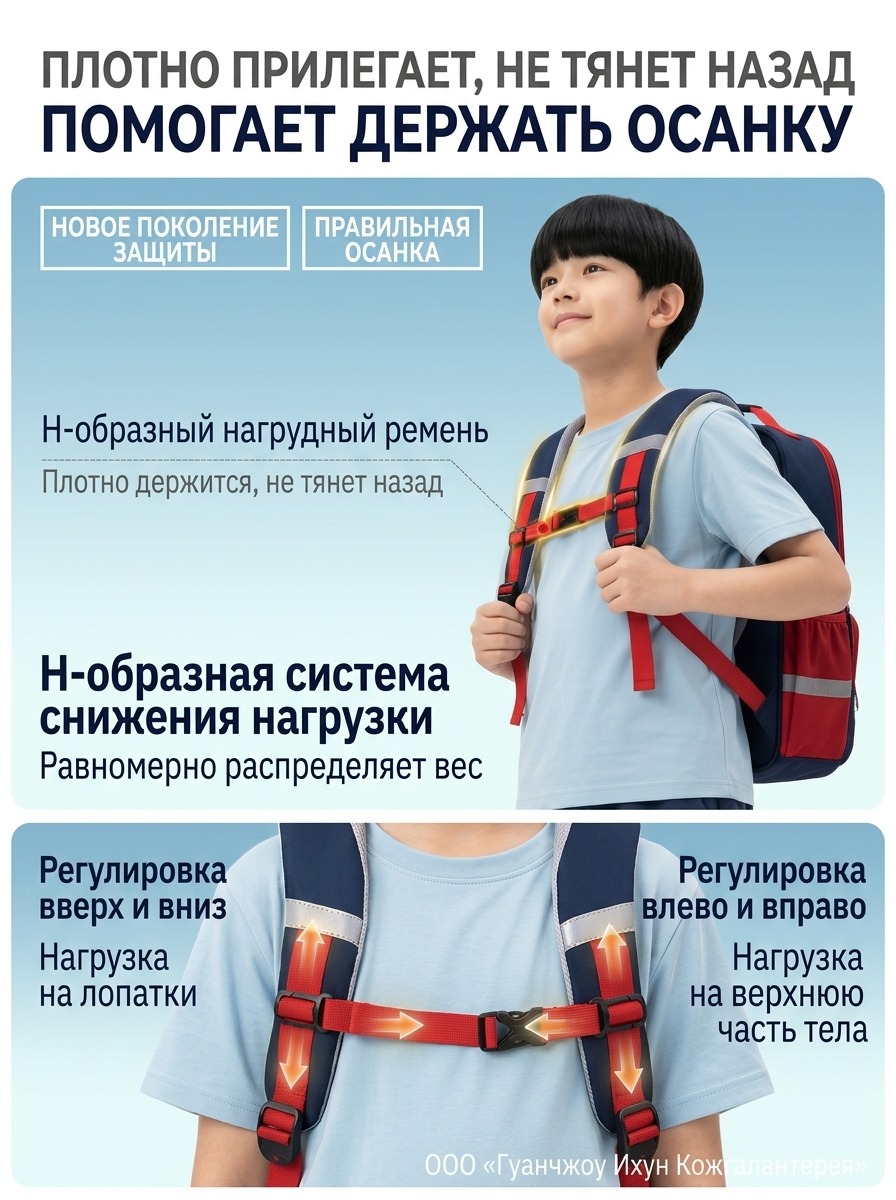 ПЛОТНО ПРИЛЕГАЕТ, НЕ ТЯНЕТ НАЗАД
ПОМОГАЕТ ДЕРЖАТЬ ОСАНКУ
НОВОЕ ПОКОЛЕНИЕ
ЗАЩИТЫ
ПРАВИЛЬНАЯ
ОСАНКА
Н-образный нагрудный ремень
Плотно держится, не тянет назад
Н-образная система
снижения нагрузки
Равномерно распределяет вес
Регулировка
вверх и вниз
Нагрузка
на лопатки
Регулировка
влево и вправо
Нагрузка
на верхнюю
часть тела
ООО «Гуанчжоу Ихун Кожгалантерея»